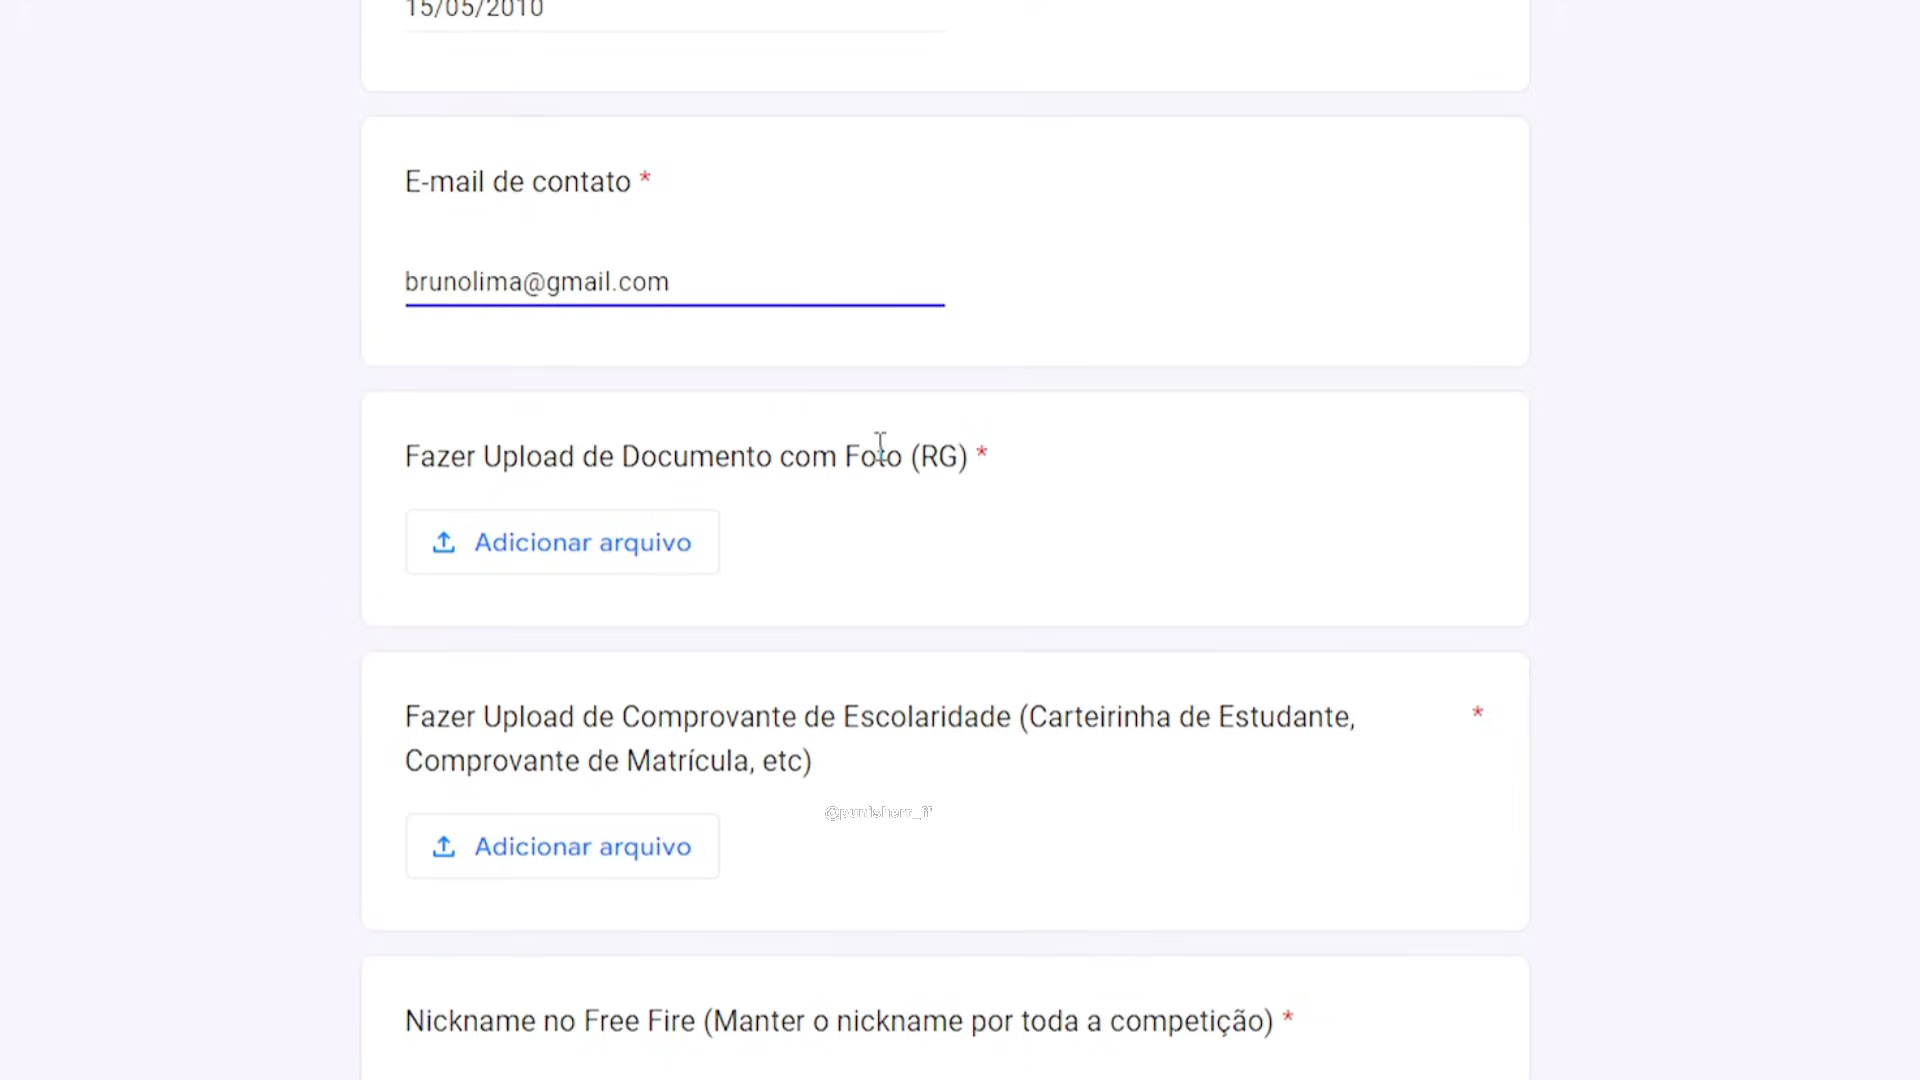 15/05/2010
E-mail de contato *
brunolima@gmail.com
Fazer Upload de Documento com Foto (RG) *
Adicionar arquivo
Fazer Upload de Comprovante de Escolaridade (Carteirinha de Estudante, *
Comprovante de Matrícula, etc)
Adicionar arquivo
Nickname no Free Fire (Manter o nickname por toda a competição) *